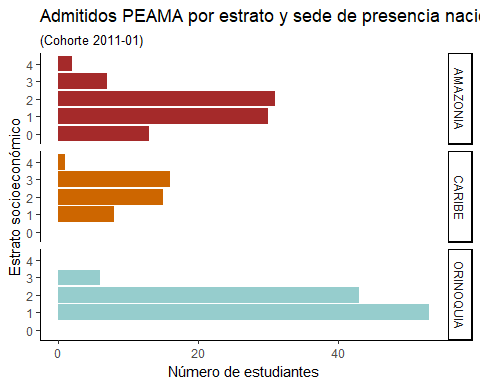 Admitidos PEAMA por estrato y sede de presencia naci
(Cohorte 2011-01)
Estrato socioeconómico
4
3
2
1
0
AMAZONIA
4
3
2
1
0
CARIBE
4
3
2
1
0
ORINOQUIA
0 20 40
Número de estudiantes